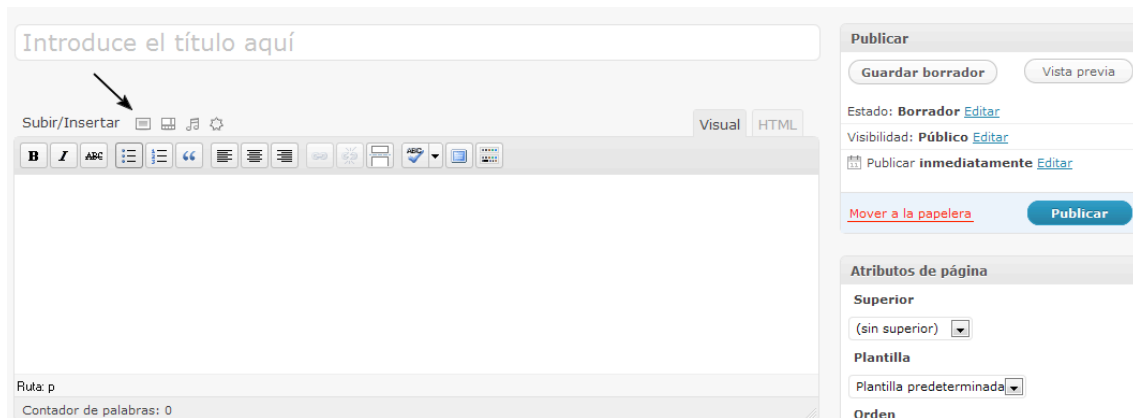 Introduce el título aquí
Subir/Insertar
Visual HTML
B I ABC
ABC
Ruta: p
Contador de palabras: 0
Publicar
Guardar borrador Vista previa
Estado: Borrador Editar
Visibilidad: Público Editar
Publicar inmediatamente Editar
Mover a la papelera Publicar
Atributos de página
Superior
(sin superior)
Plantilla
Plantilla predeterminada
Orden